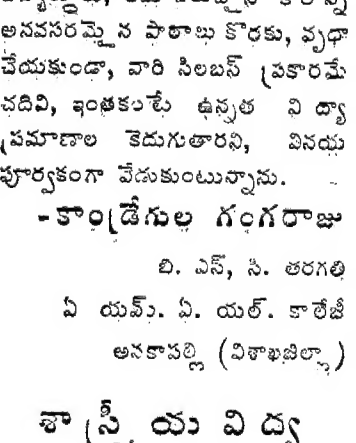 అనవసరమైన పాఠాలు కొఱకు, వృధా
చేయకుండా, వారి సిలబస్ ప్రకారమే
చదివి, ఇంతకంటే ఉన్నత విద్యా
ప్రమాణాల కెదుగుతారని, వినయ
పూర్వకంగా వేడుకుంటున్నాను.
-కాండ్రేగుల గంగరాజు
బి. ఎస్, సి. తరగతి
ఏ యమ్. ఏ. యల్. కాలేజీ
అనకాపల్లి (విశాఖజిల్లా)
శాస్త్రీయ విద్య